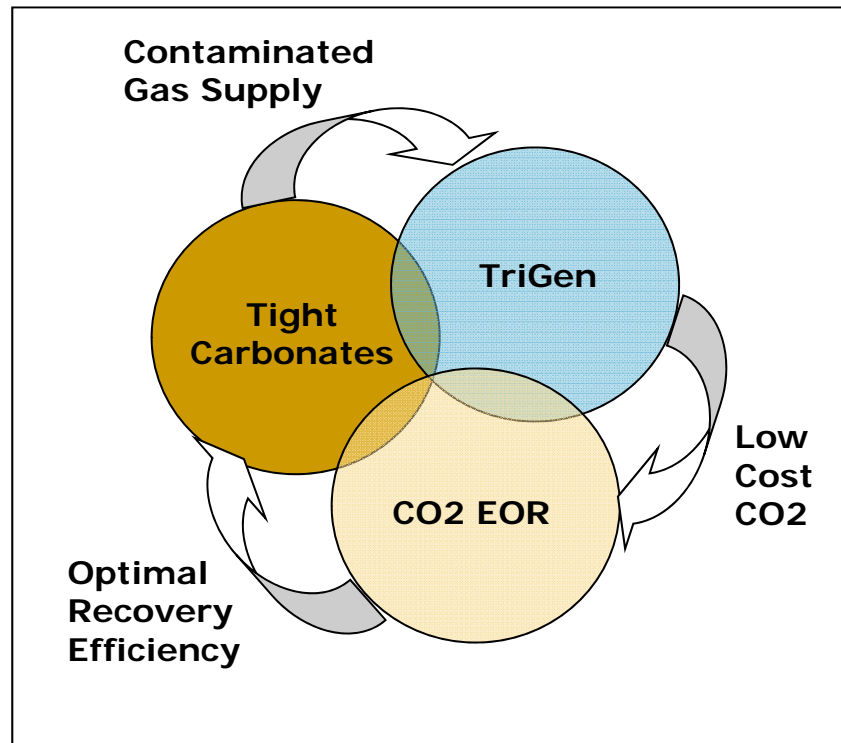 Contaminated
Gas Supply
TriGen
Tight
Carbonates
Low
Cost
CO2
CO2 EOR
Optimal
Recovery
Efficiency